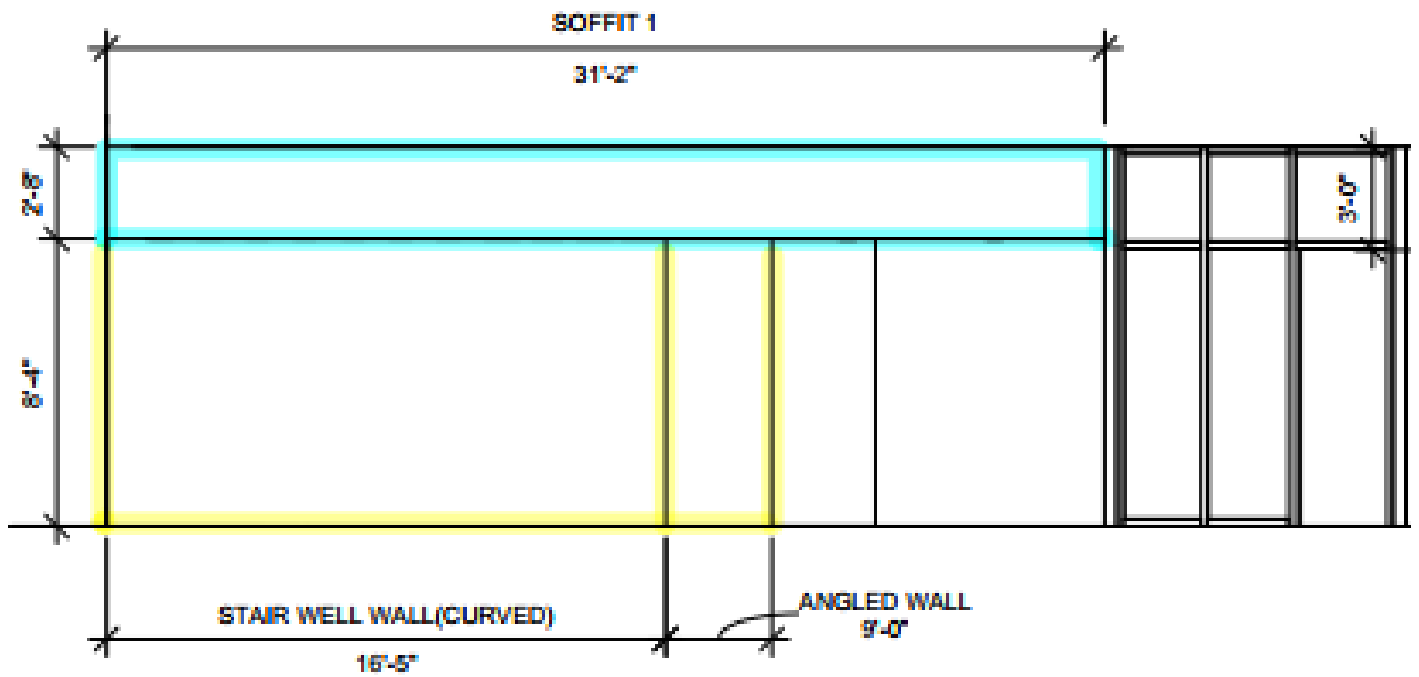 SOFFIT 1
31'-2"
2'-8"
3'-0"
8'-4"
STAIR WELL WALL(CURVED)
16'-5"
ANGLED WALL
9'-0"